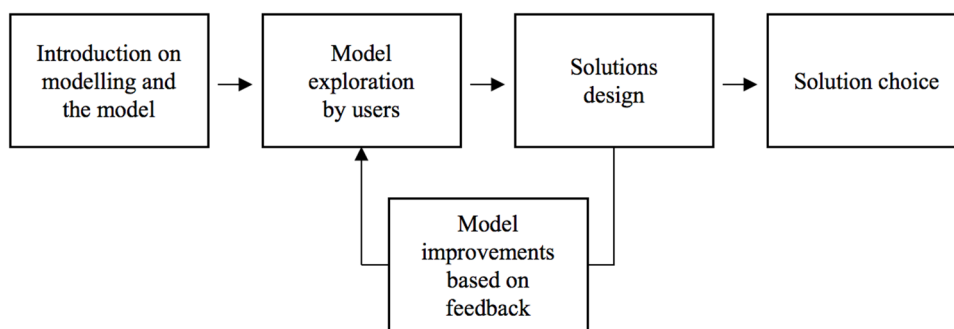 Introduction on
modelling and
the model
Model
exploration
by users
Solutions
design
Solution choice
Model
improvements
based on
feedback